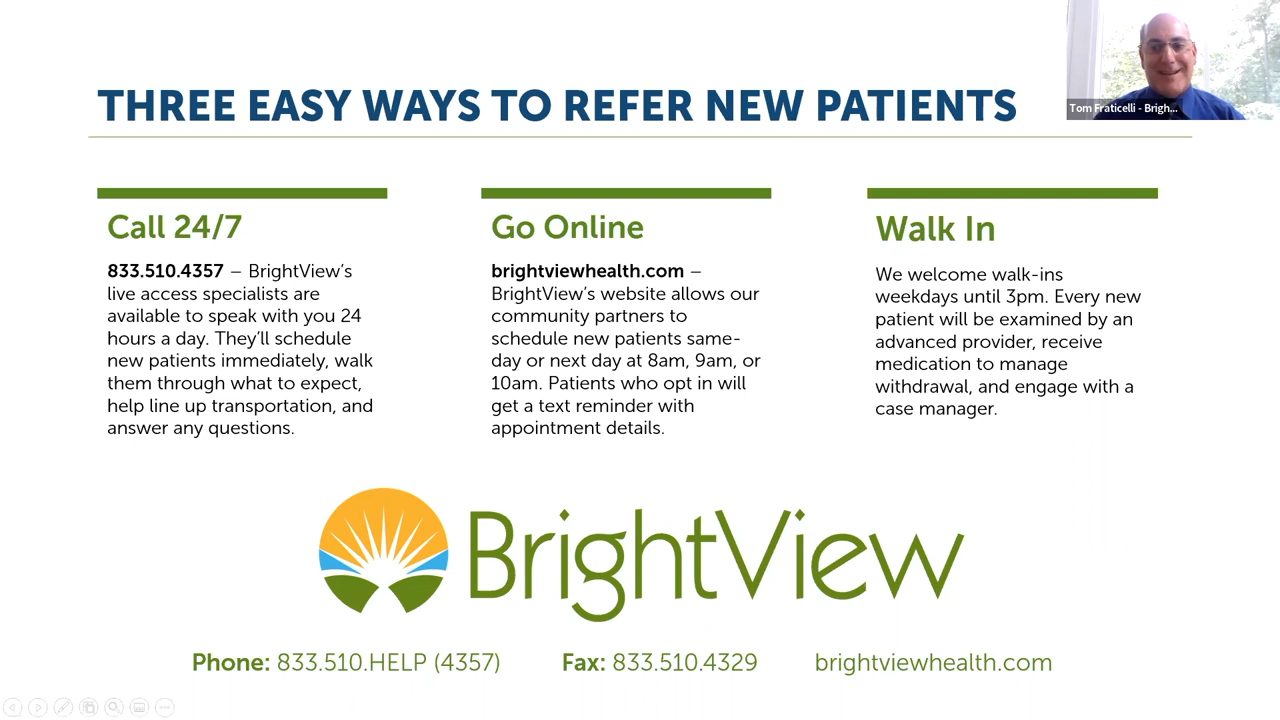 THREE EASY WAYS TO REFER NEW PATIENTS
Tom Fraticelli - Brigh...
Call 24/7
833.510.4357 – BrightView’s
live access specialists are
available to speak with you 24
hours a day. They’ll schedule
new patients immediately, walk
them through what to expect,
help line up transportation, and
answer any questions.
Go Online
brightviewhealth.com –
BrightView’s website allows our
community partners to
schedule new patients same-
day or next day at 8am, 9am, or
10am. Patients who opt in will
get a text reminder with
appointment details.
Walk In
We welcome walk-ins
weekdays until 3pm. Every new
patient will be examined by an
advanced provider, receive
medication to manage
withdrawal, and engage with a
case manager.
BrightView
Phone: 833.510.HELP (4357)
Fax: 833.510.4329
brightviewhealth.com